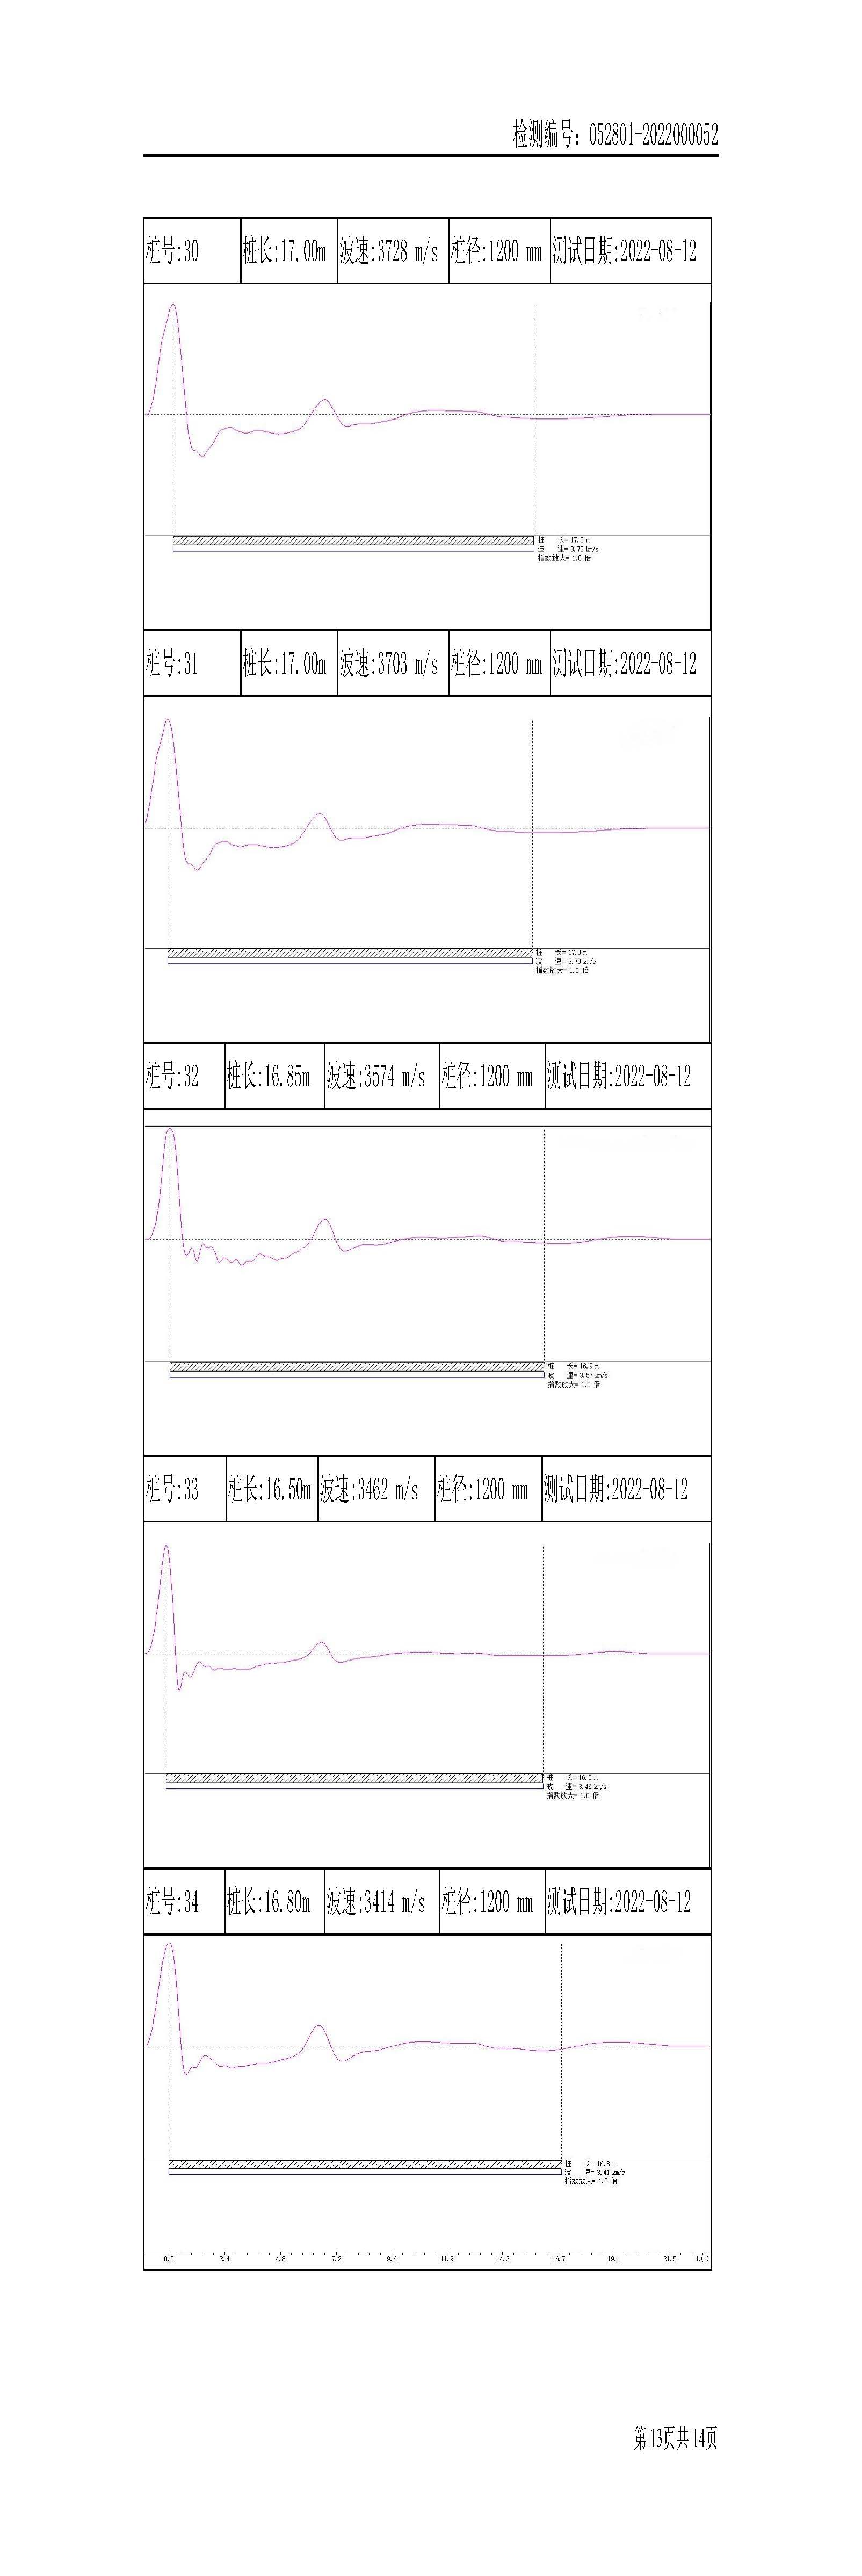 检测编号：052801-2022000052
桩号:30 桩长:17.00m 波速:3728 m/s 桩径:1200 mm 测试日期:2022-08-12
桩 长= 17.0 m
波 速= 3.73 km/s
指数放大= 1.0 倍
桩号:31 桩长:17.00m 波速:3703 m/s 桩径:1200 mm 测试日期:2022-08-12
桩 长= 17.0 m
波 速= 3.70 km/s
指数放大= 1.0 倍
桩号:32 桩长:16.85m 波速:3574 m/s 桩径:1200 mm 测试日期:2022-08-12
桩 长= 16.9 m
波 速= 3.57 km/s
指数放大= 1.0 倍
桩号:33 桩长:16.50m 波速:3462 m/s 桩径:1200 mm 测试日期:2022-08-12
桩 长= 16.5 m
波 速= 3.46 km/s
指数放大= 1.0 倍
桩号:34 桩长:16.80m 波速:3414 m/s 桩径:1200 mm 测试日期:2022-08-12
桩 长= 16.8 m
波 速= 3.41 km/s
指数放大= 1.0 倍
0.0 2.4 4.8 7.2 9.6 11.9 14.3 16.7 19.1 21.5 L(m)
第 13页共 14页